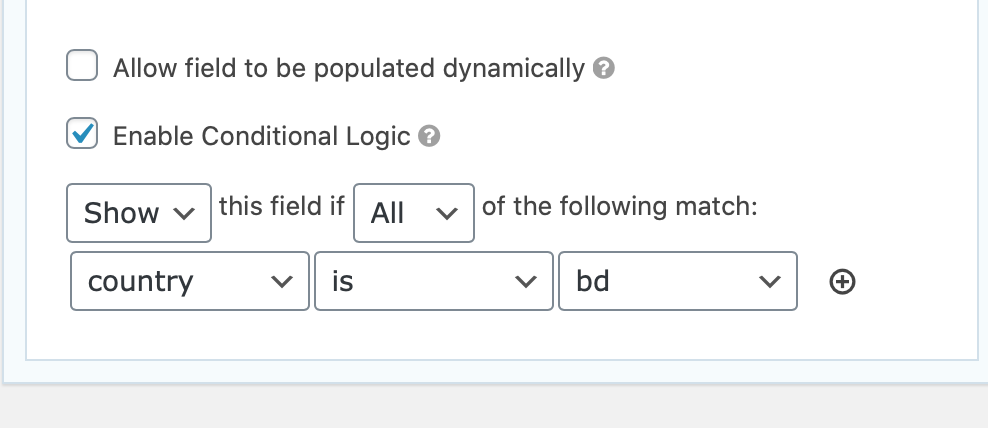 Allow field to be populated dynamically ?
Enable Conditional Logic ?
Show this field if All of the following match:
country is bd